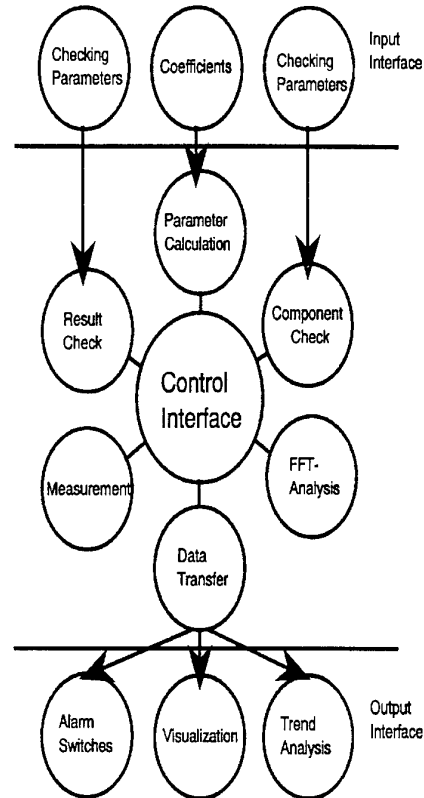 Checking
Parameters
Coefficients
Checking
Parameters
Input
Interface
Parameter
Calculation
Result
Check
Component
Check
Control
Interface
Measurement
FFT-
Analysis
Data
Transfer
Alarm
Switches
Visualization
Trend
Analysis
Output
Interface